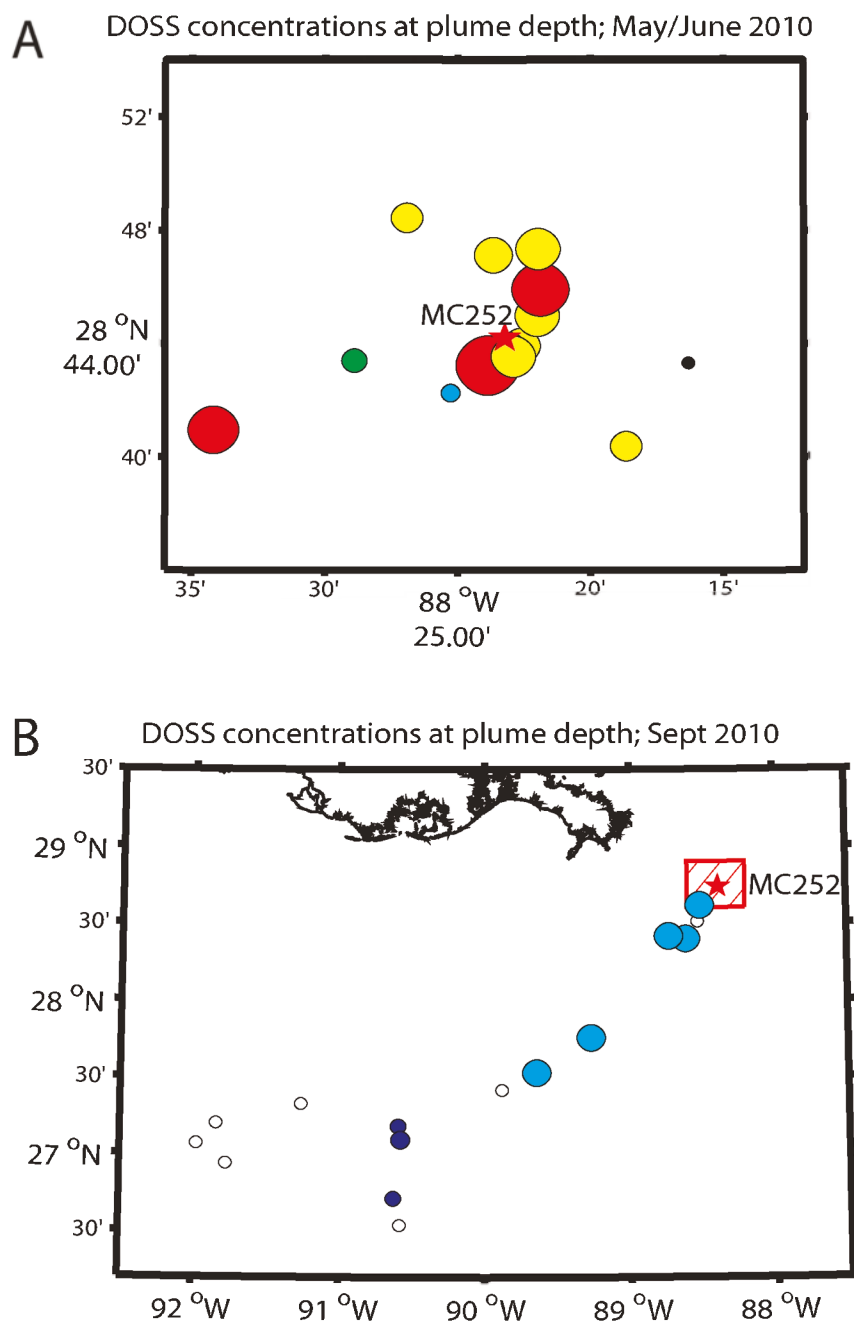 A
DOSS concentrations at plume depth; May/June 2010
52'
48'
MC252
28 °N
44.00'
40'
35'
30'
88 °W
25.00'
20'
15'
B
DOSS concentrations at plume depth; Sept 2010
30'
29 °N
MC252
30'
28 °N
30'
27 °N
30'
92 °W
91 °W
90 °W
89 °W
88 °W